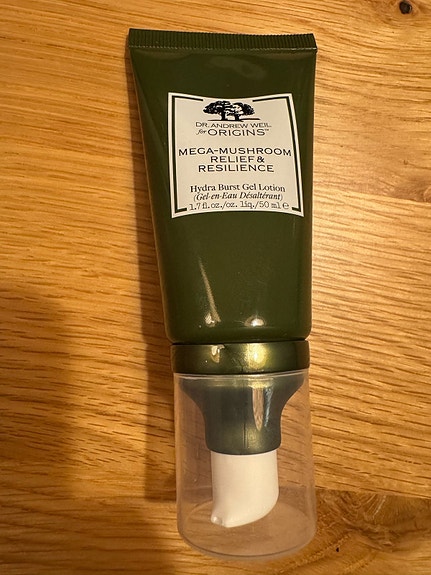 DR. ANDREW WEIL
for ORIGINS™
MEGA-MUSHROOM
RELIEF &
RESILIENCE
Hydra Burst Gel Lotion
(Gel-en-Eau Désaltérant)
1.7 fl.oz./oz. liq./50 ml ℮